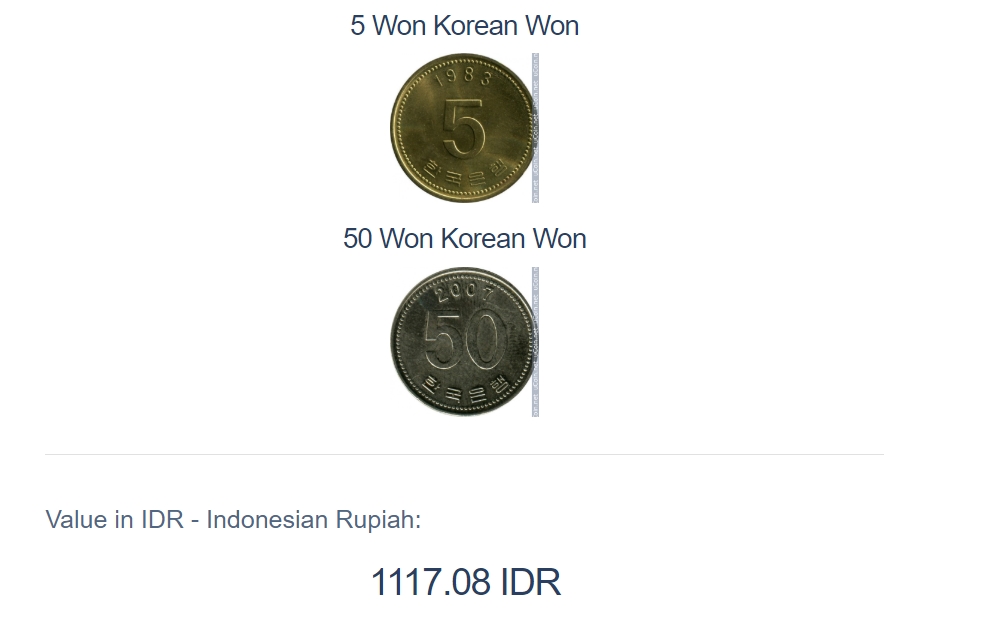 5 Won Korean Won
1983
5
한국은행
50 Won Korean Won
2007
50
한국은행
Value in IDR - Indonesian Rupiah:
1117.08 IDR